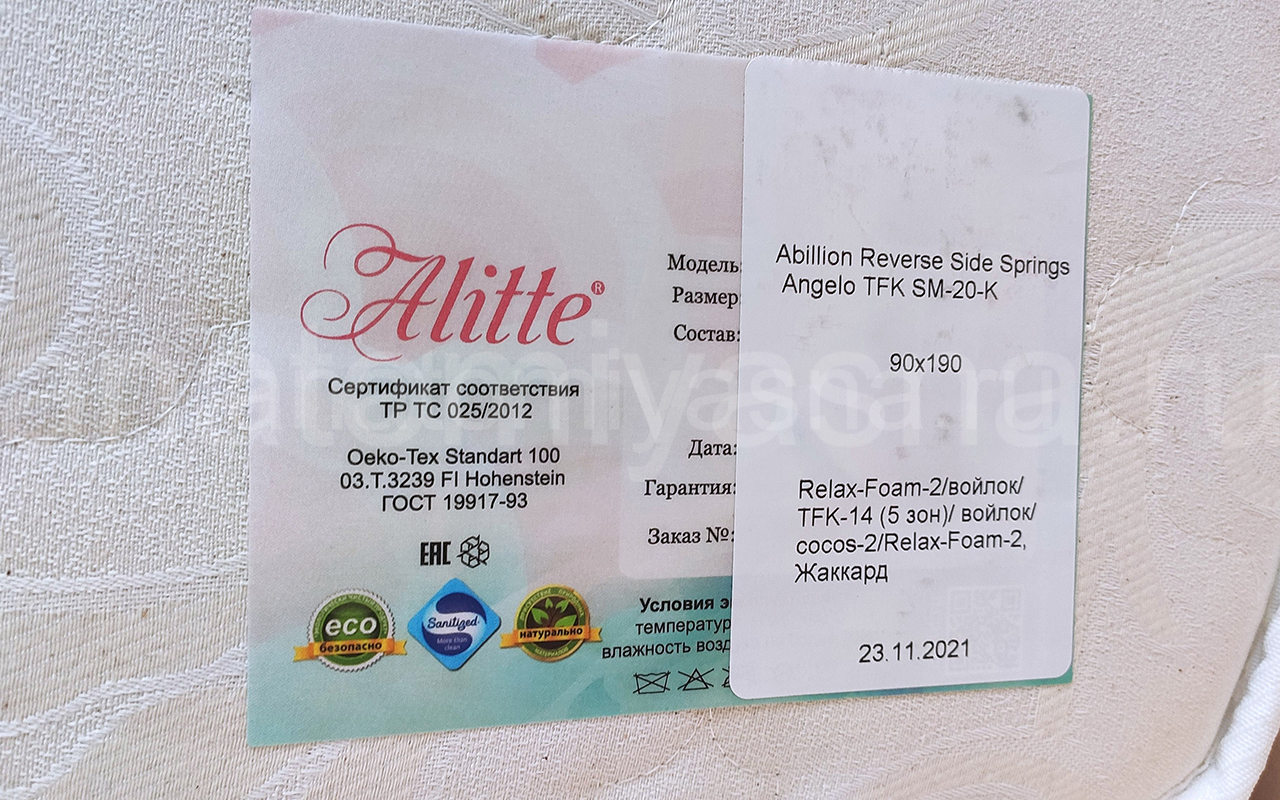 Alitte®
Сертификат соответствия
ТР ТС 025/2012
Oeko-Tex Standart 100
03.T.3239 FI Hohenstein
ГОСТ 19917-93
EAC
eco
безопасно
Sanitized
More than
clean
натурально
Модель:
Размер:
Состав:
Дата:
Гарантия:
Заказ №:
Условия э
температур
влажность возд
Abillion Reverse Side Springs
Angelo TFK SM-20-K
90x190
Relax-Foam-2/войлок/
TFK-14 (5 зон)/ войлок/
cocos-2/Relax-Foam-2,
Жаккард
23.11.2021